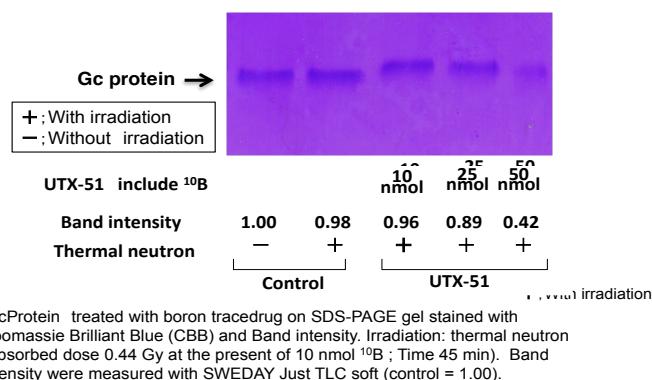 Gc protein
+ ; With irradiation
− ; Without irradiation
UTX-51 include ¹⁰B
10 nmol 25 nmol 50 nmol
Band intensity 1.00 0.98 0.96 0.89 0.42
Thermal neutron − + + + +
Control UTX-51
irradiation
cProtein treated with boron tracedrug on SDS-PAGE gel stained with
oomassie Brilliant Blue (CBB) and Band intensity. Irradiation: thermal neutron
bsorbed dose 0.44 Gy at the present of 10 nmol ¹⁰B ; Time 45 min). Band
ensity were measured with SWEDAY Just TLC soft (control = 1.00).